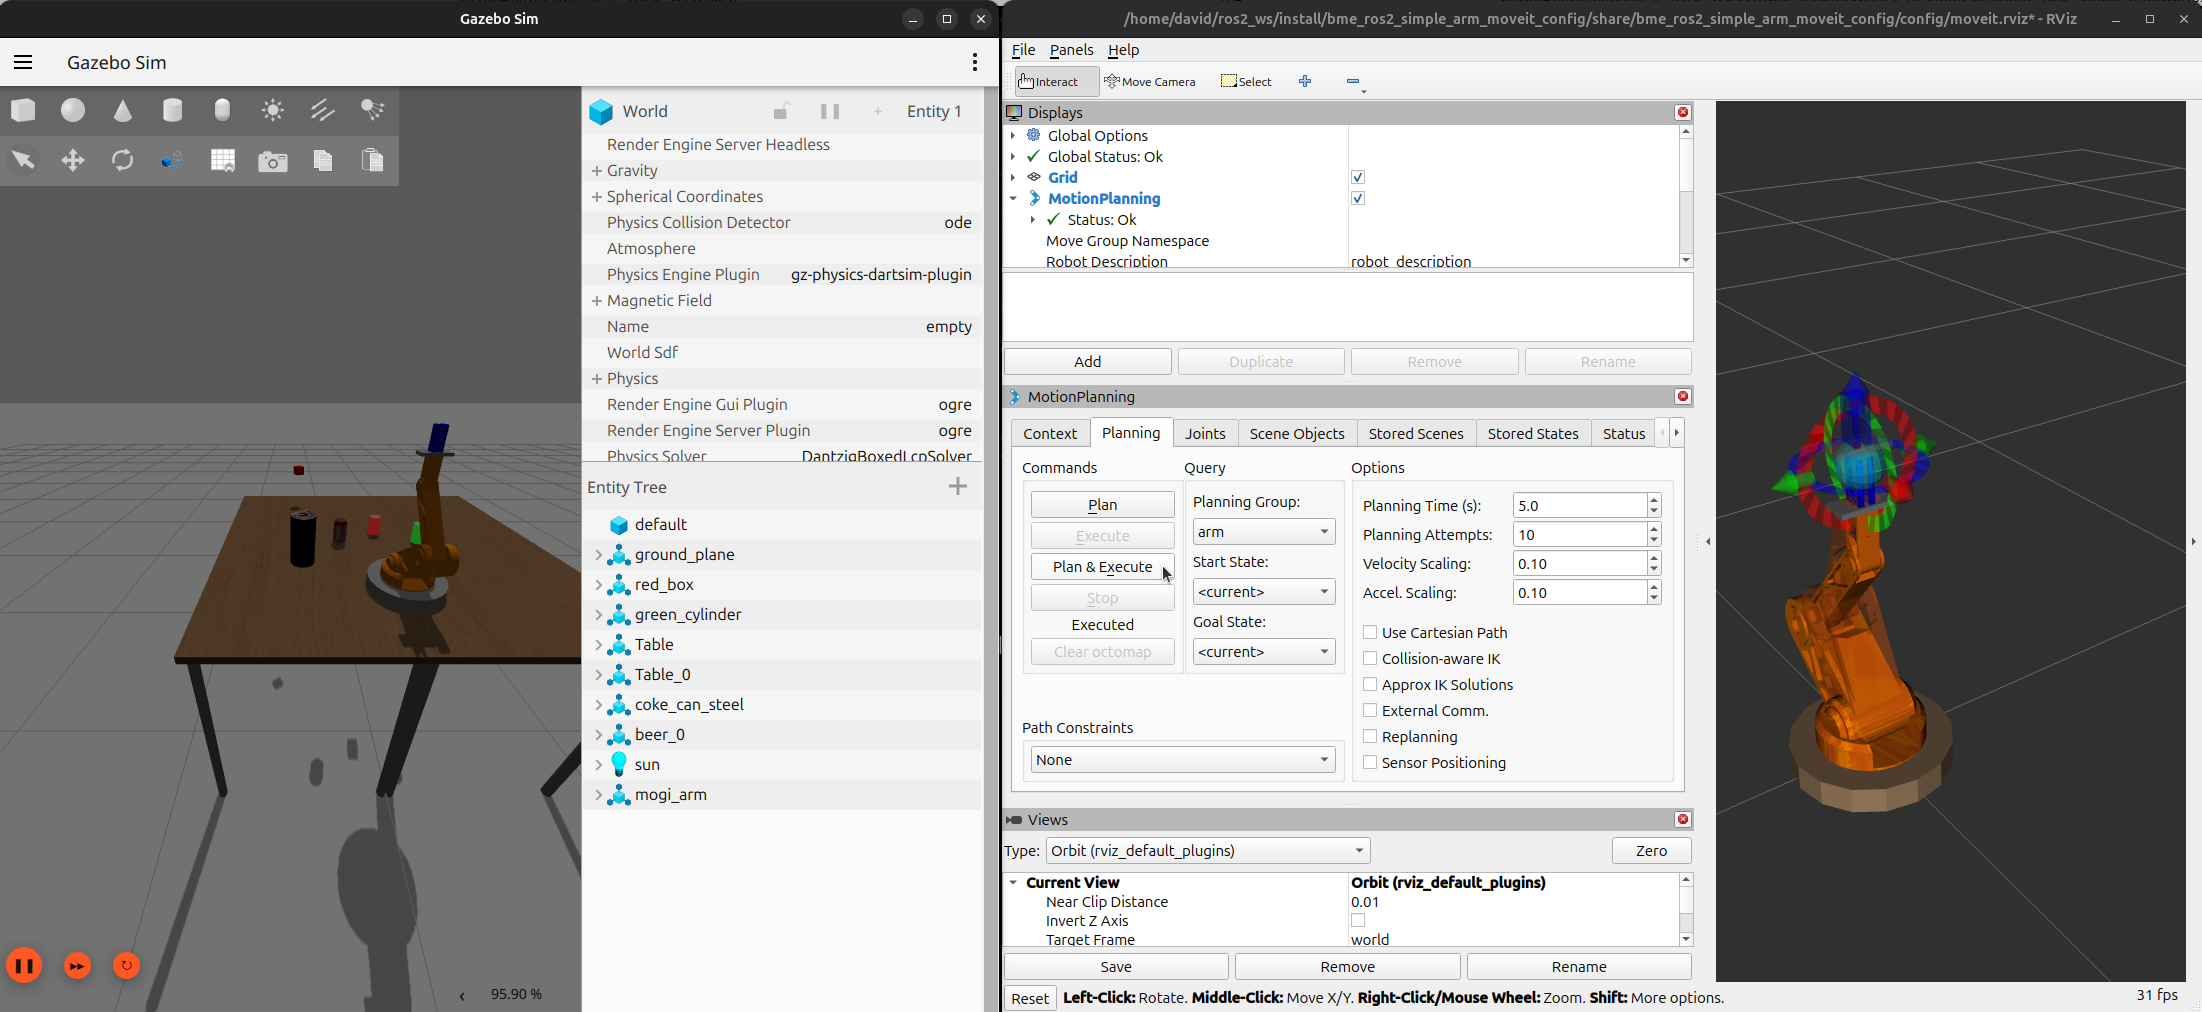 Gazebo Sim
Gazebo Sim
World
Entity 1
Render Engine Server Headless
Gravity
Spherical Coordinates
Physics Collision Detector ode
Atmosphere
Physics Engine Plugin gz-physics-dartsim-plugin
Magnetic Field
Name empty
World Sdf
Physics
Render Engine Gui Plugin ogre
Render Engine Server Plugin ogre
Physics Solver DantzigBoxedLcpSolver
Entity Tree
default
ground_plane
red_box
green_cylinder
Table
Table_0
coke_can_steel
beer_0
sun
mogi_arm
95.90 %
/home/david/ros2_ws/install/bme_ros2_simple_arm_moveit_config/share/bme_ros2_simple_arm_moveit_config/config/moveit.rviz* - RViz
File Panels Help
Interact Move Camera Select
Displays
Global Options
Global Status: Ok
Grid
MotionPlanning
Status: Ok
Move Group Namespace
Robot Description robot_description
Add Duplicate Remove Rename
MotionPlanning
Context Planning Joints Scene Objects Stored Scenes Stored States Status
Commands
Plan
Execute
Plan & Execute
Stop
Executed
Clear octomap
Query
Planning Group:
arm
Start State:
<current>
Goal State:
<current>
Options
Planning Time (s): 5.0
Planning Attempts: 10
Velocity Scaling: 0.10
Accel. Scaling: 0.10
Use Cartesian Path
Collision-aware IK
Approx IK Solutions
External Comm.
Replanning
Sensor Positioning
Path Constraints
None
Views
Type: Orbit (rviz_default_plugins) Zero
Current View Orbit (rviz_default_plugins)
Near Clip Distance 0.01
Invert Z Axis
Target Frame world
Save Remove Rename
Reset Left-Click: Rotate. Middle-Click: Move X/Y. Right-Click/Mouse Wheel: Zoom. Shift: More options.
31 fps